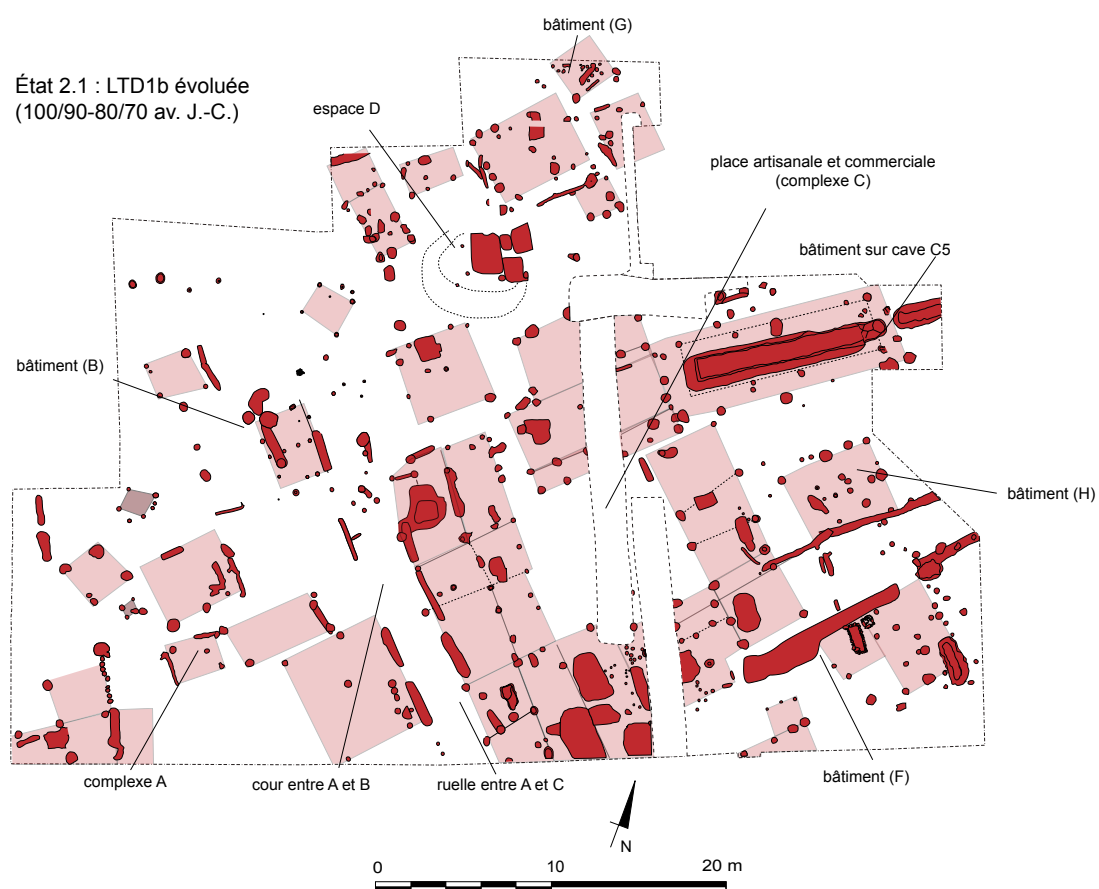 bâtiment (G)
État 2.1 : LTD1b évoluée
(100/90-80/70 av. J.-C.)
espace D
place artisanale et commerciale
(complexe C)
bâtiment sur cave C5
bâtiment (B)
bâtiment (H)
complexe A
cour entre A et B
ruelle entre A et C
bâtiment (F)
N
0
10
20 m